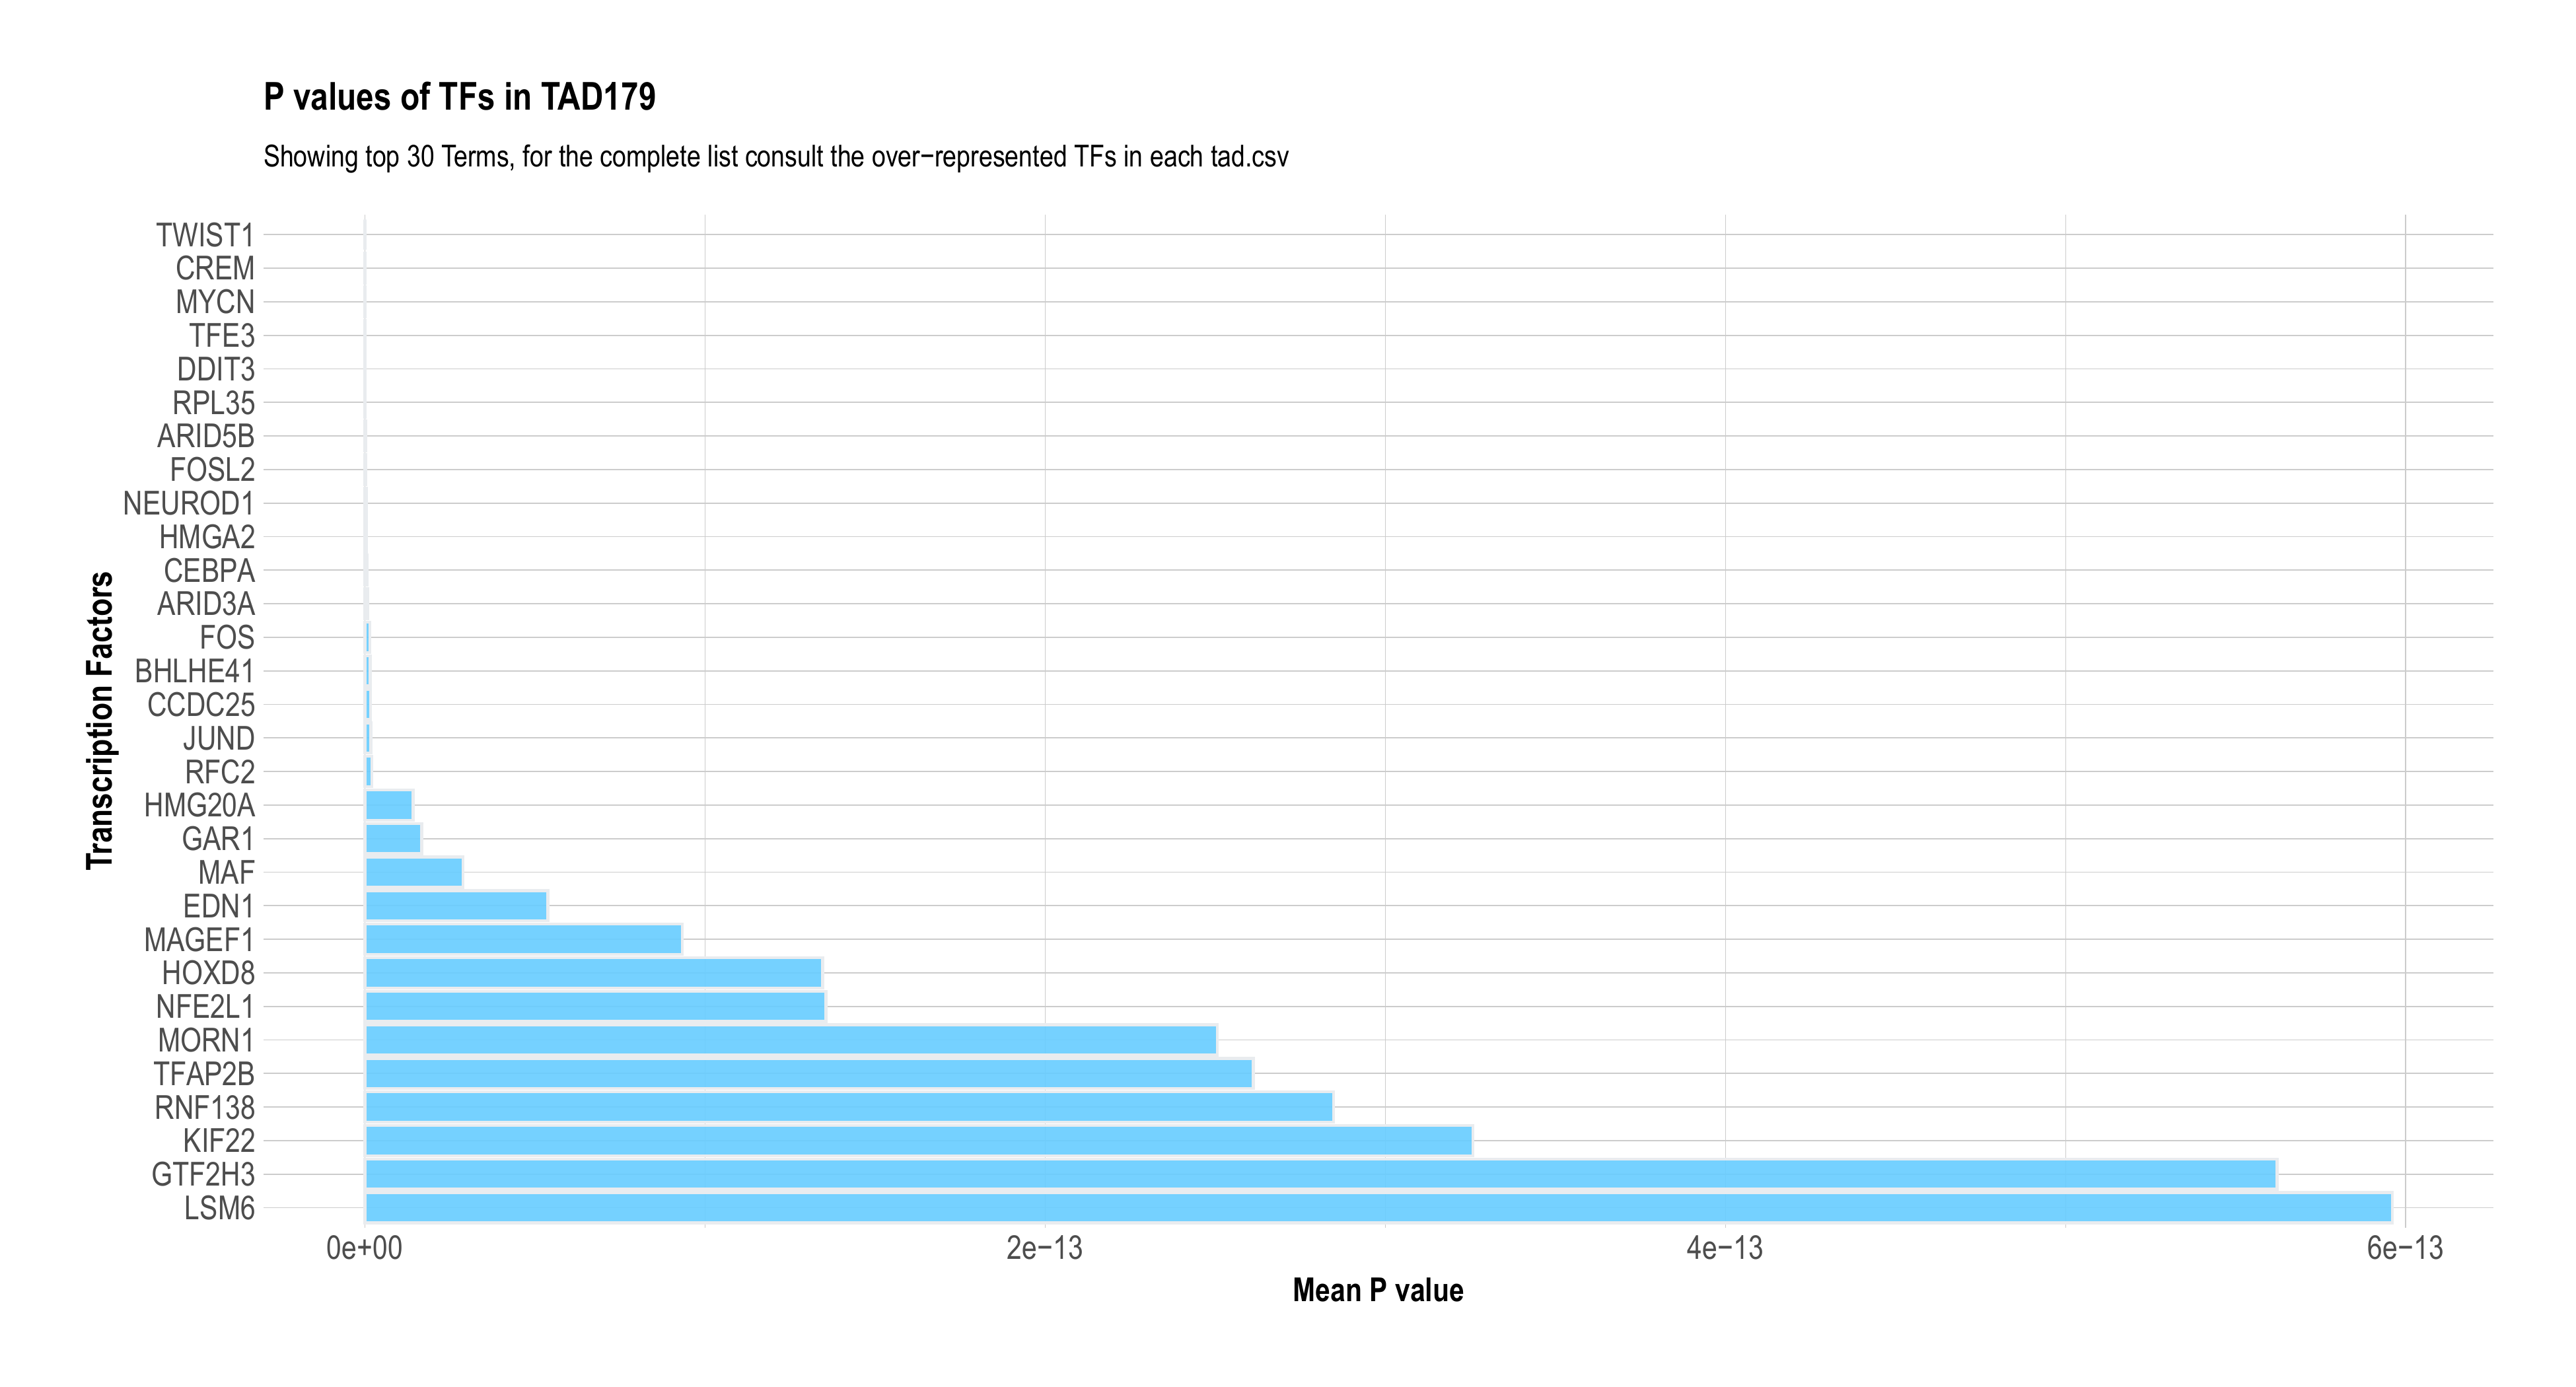 P values of TFs in TAD179
Showing top 30 Terms, for the complete list consult the over−represented TFs in each tad.csv
Transcription Factors
TWIST1
CREM
MYCN
TFE3
DDIT3
RPL35
ARID5B
FOSL2
NEUROD1
HMGA2
CEBPA
ARID3A
FOS
BHLHE41
CCDC25
JUND
RFC2
HMG20A
GAR1
MAF
EDN1
MAGEF1
HOXD8
NFE2L1
MORN1
TFAP2B
RNF138
KIF22
GTF2H3
LSM6
0e+00 2e−13 4e−13 6e−13
Mean P value